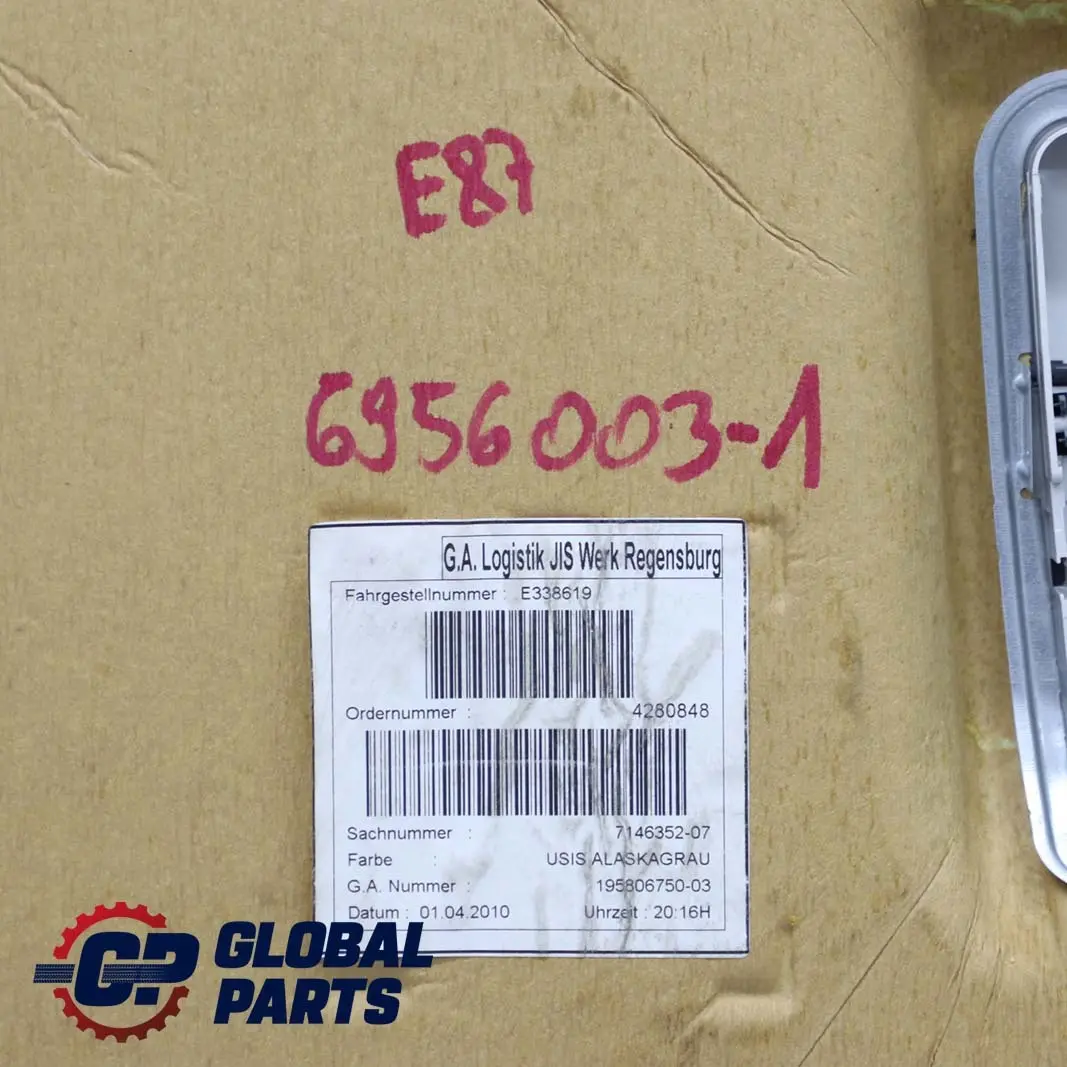 E87
6956003-1
G.A. Logistik JIS Werk Regensburg
Fahrgestellnummer : E338619
Ordernummer : 4280848
Sachnummer : 7146352-07
Farbe : USIS ALASKAGRAU
G.A. Nummer : 195806750-03
Datum : 01.04.2010 Uhrzeit : 20:16H
GP GLOBAL
PARTS